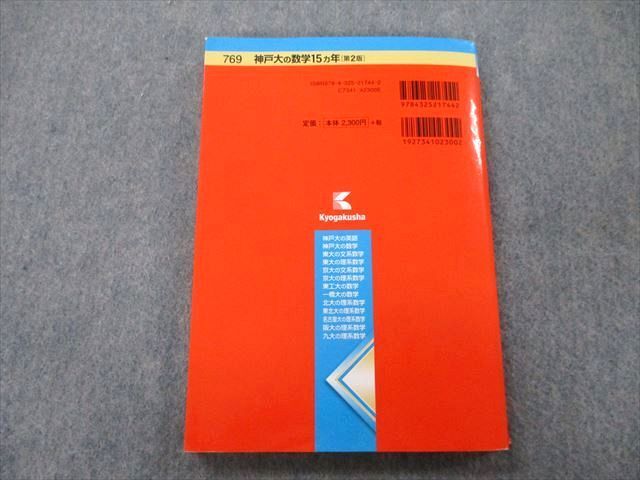 769 神戸大の数学15カ年[第2版]
ISBN978-4-325-21744-2
C7341 ¥2300E
定価:本体2,300円+税
9784325217442
1927341023002
Kyogakusha
神戸大の英語
神戸大の数学
東大の文系数学
東大の理系数学
京大の文系数学
京大の理系数学
東工大の数学
一橋大の数学
北大の理系数学
東北大の理系数学
名古屋大の理系数学
阪大の理系数学
九大の理系数学